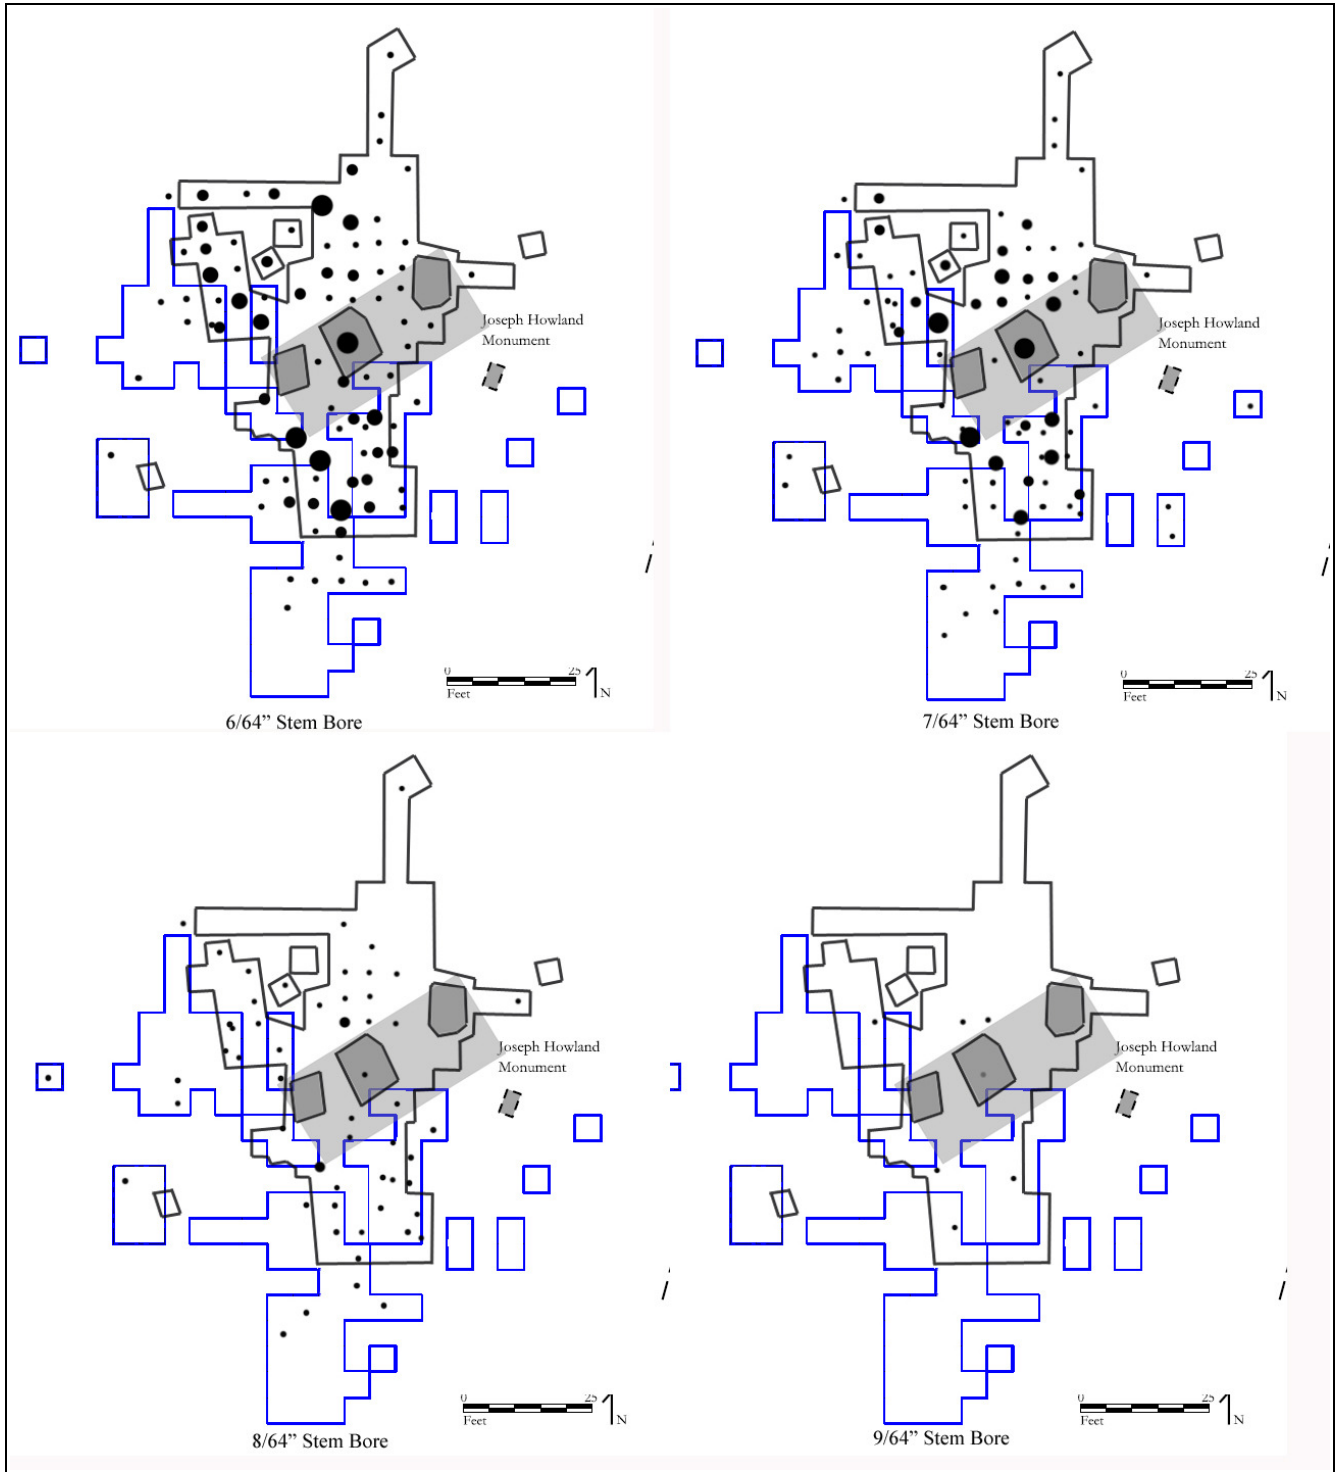 Joseph Howland
Monument
0 25
Feet N
6/64” Stem Bore
Joseph Howland
Monument
0 25
Feet N
7/64” Stem Bore
Joseph Howland
Monument
0 25
Feet N
8/64” Stem Bore
Joseph Howland
Monument
0 25
Feet N
9/64” Stem Bore